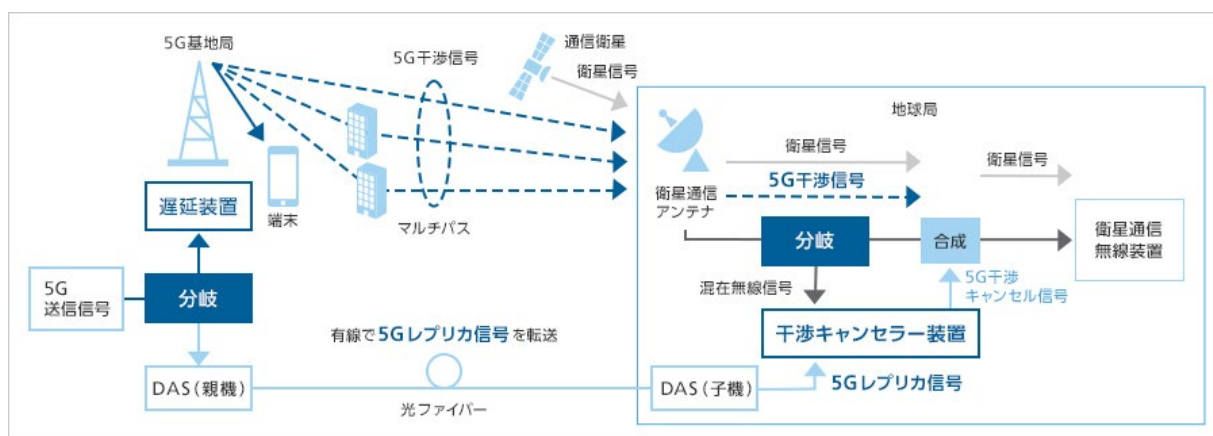 5G基地局
5G干渉信号
通信衛星
衛星信号
地球局
端末
マルチパス
衛星通信
アンテナ
衛星信号
5G干渉信号
衛星信号
遅延装置
分岐
5G
送信信号
DAS（親機）
有線で5Gレプリカ信号を転送
光ファイバー
DAS（子機）
5Gレプリカ信号
分岐
合成
衛星通信
無線装置
混在無線信号
5G干渉
キャンセル信号
干渉キャンセラー装置